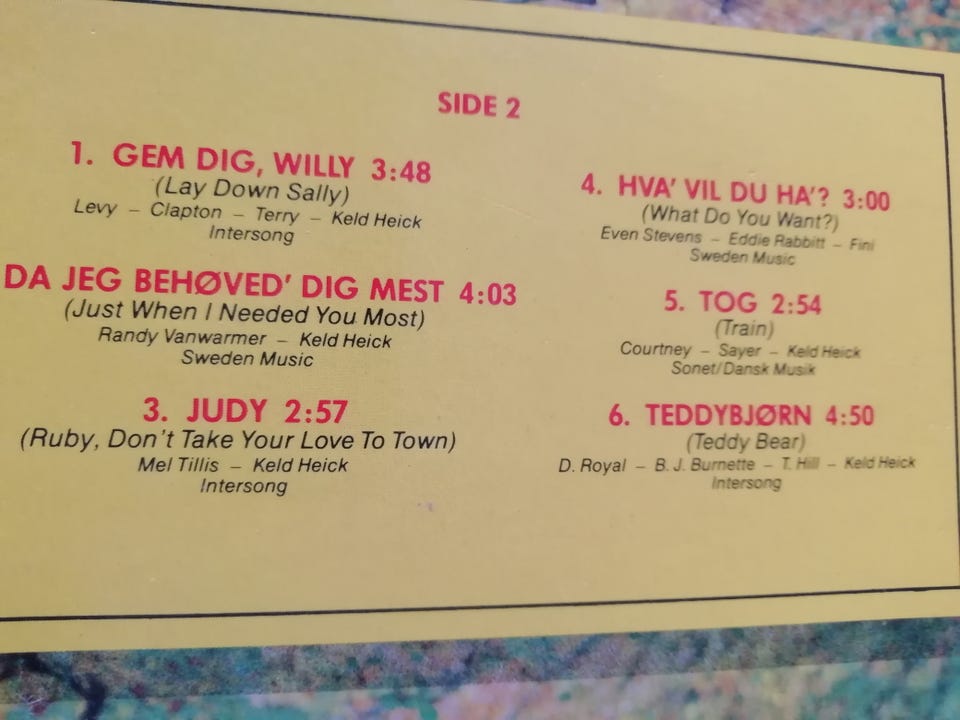 SIDE 2
1. GEM DIG, WILLY 3:48
(Lay Down Sally)
Levy – Clapton – Terry – Keld Heick
Intersong
DA JEG BEHØVED' DIG MEST 4:03
(Just When I Needed You Most)
Randy Vanwarmer – Keld Heick
Sweden Music
3. JUDY 2:57
(Ruby, Don't Take Your Love To Town)
Mel Tillis – Keld Heick
Intersong
4. HVA' VIL DU HA'? 3:00
(What Do You Want?)
Even Stevens – Eddie Rabbitt – Fini
Sweden Music
5. TOG 2:54
(Train)
Courtney – Sayer – Keld Heick
Sonet/Dansk Musik
6. TEDDYBJØRN 4:50
(Teddy Bear)
D. Royal – B. J. Burnette – T. Hill – Keld Heick
Intersong